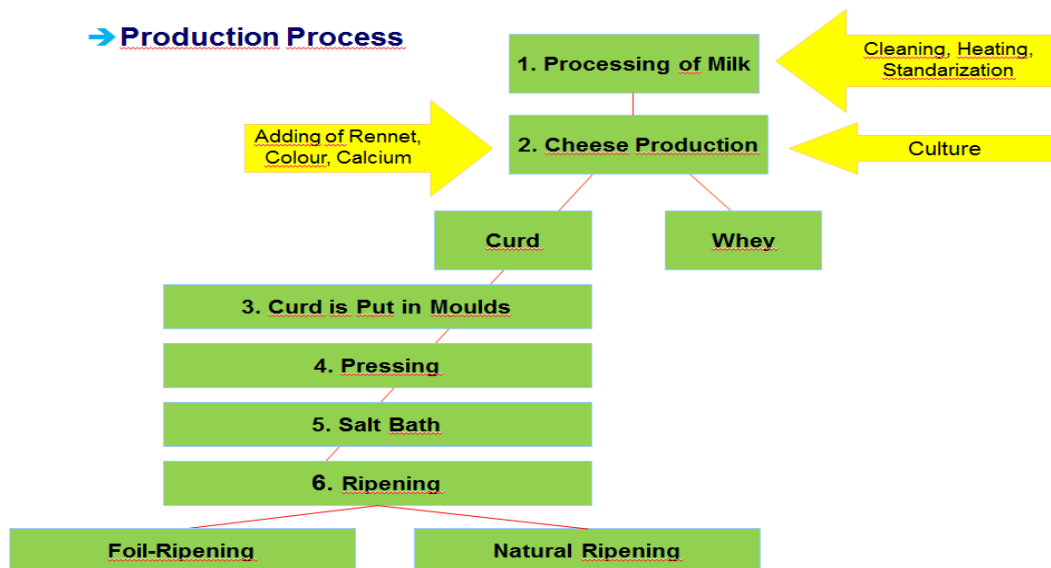 Production Process
1. Processing of Milk
Cleaning, Heating,
Standarization
Adding of Rennet,
Colour, Calcium
2. Cheese Production
Culture
Curd
Whey
3. Curd is Put in Moulds
4. Pressing
5. Salt Bath
6. Ripening
Foil-Ripening
Natural Ripening